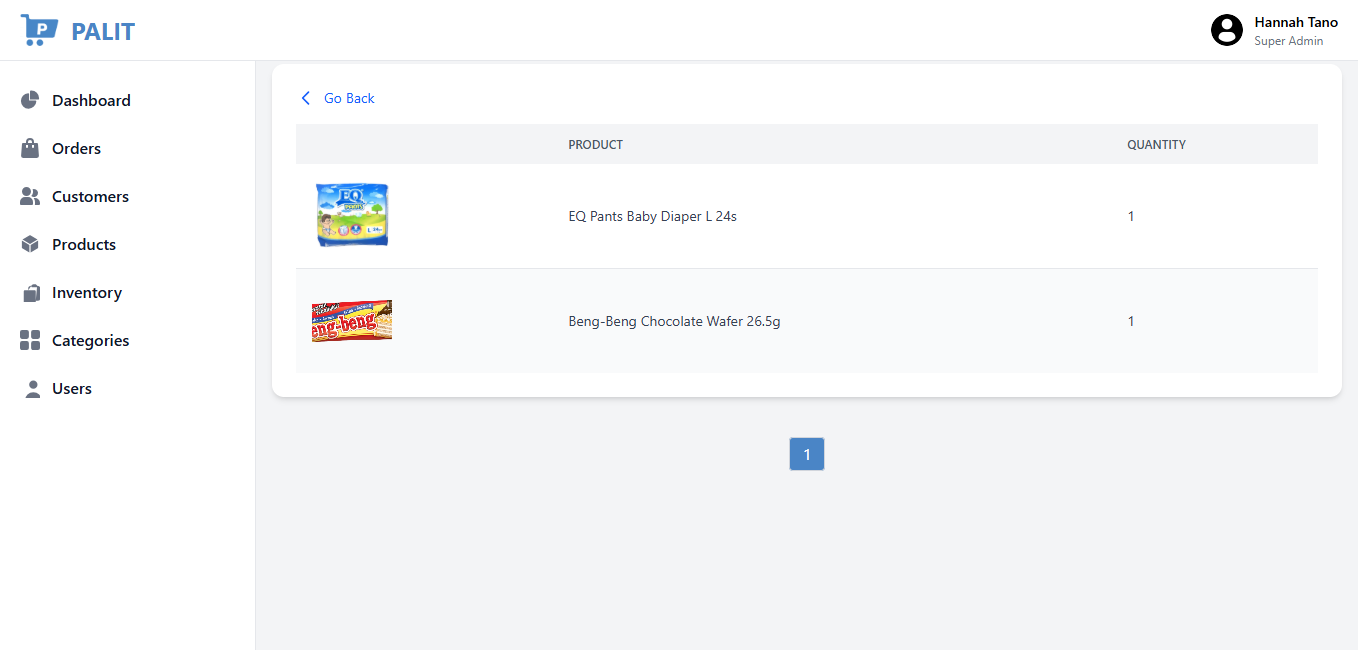 P PALIT
Hannah Tano
Super Admin
Dashboard
Orders
Customers
Products
Inventory
Categories
Users
Go Back
PRODUCT QUANTITY
EQ
PANTS
EQ Pants Baby Diaper L 24s 1
eng-beng
Beng-Beng Chocolate Wafer 26.5g 1
1